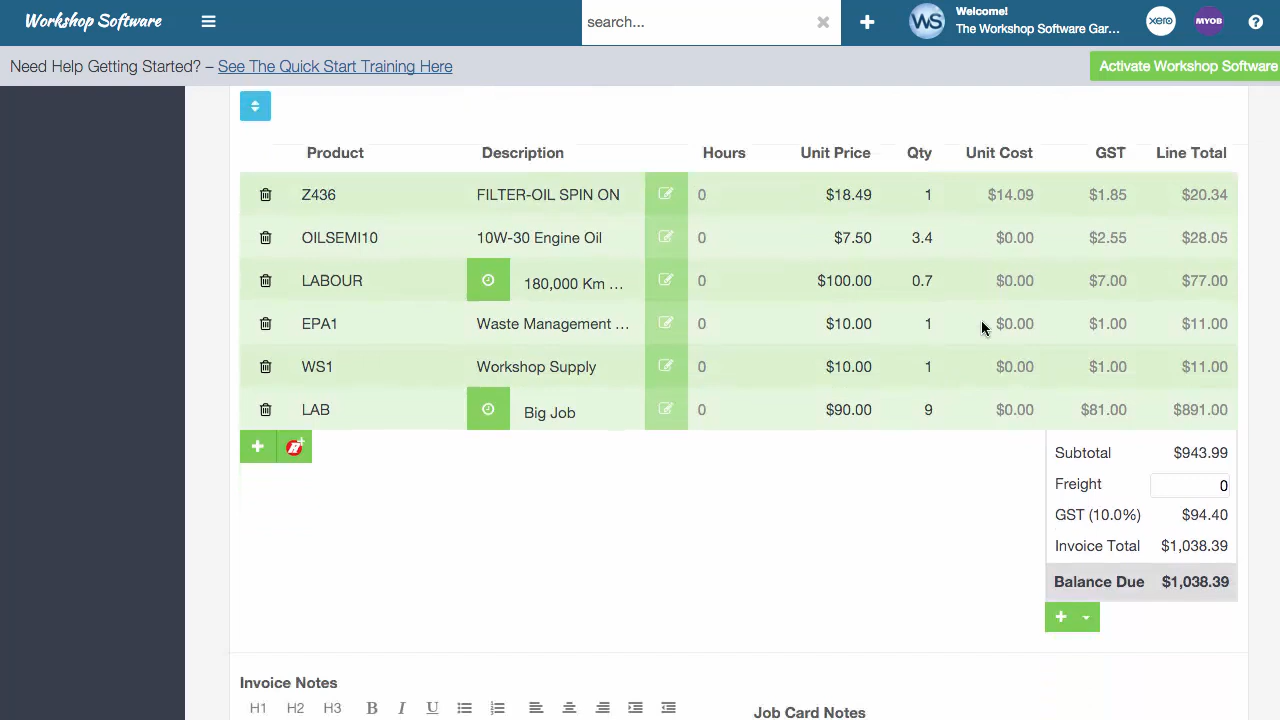 Workshop Software
search...
Welcome!
The Workshop Software Gar...
xero
MYOB
WS
Need Help Getting Started? – See The Quick Start Training Here
Activate Workshop Software
Product Description Hours Unit Price Qty Unit Cost GST Line Total
Z436 FILTER-OIL SPIN ON 0 $18.49 1 $14.09 $1.85 $20.34
OILSEMI10 10W-30 Engine Oil 0 $7.50 3.4 $0.00 $2.55 $28.05
LABOUR 180,000 Km ... 0 $100.00 0.7 $0.00 $7.00 $77.00
EPA1 Waste Management ... 0 $10.00 1 $0.00 $1.00 $11.00
WS1 Workshop Supply 0 $10.00 1 $0.00 $1.00 $11.00
LAB Big Job 0 $90.00 9 $0.00 $81.00 $891.00
Subtotal $943.99
Freight 0
GST (10.0%) $94.40
Invoice Total $1,038.39
Balance Due $1,038.39
Invoice Notes
H1 H2 H3 B I U
Job Card Notes